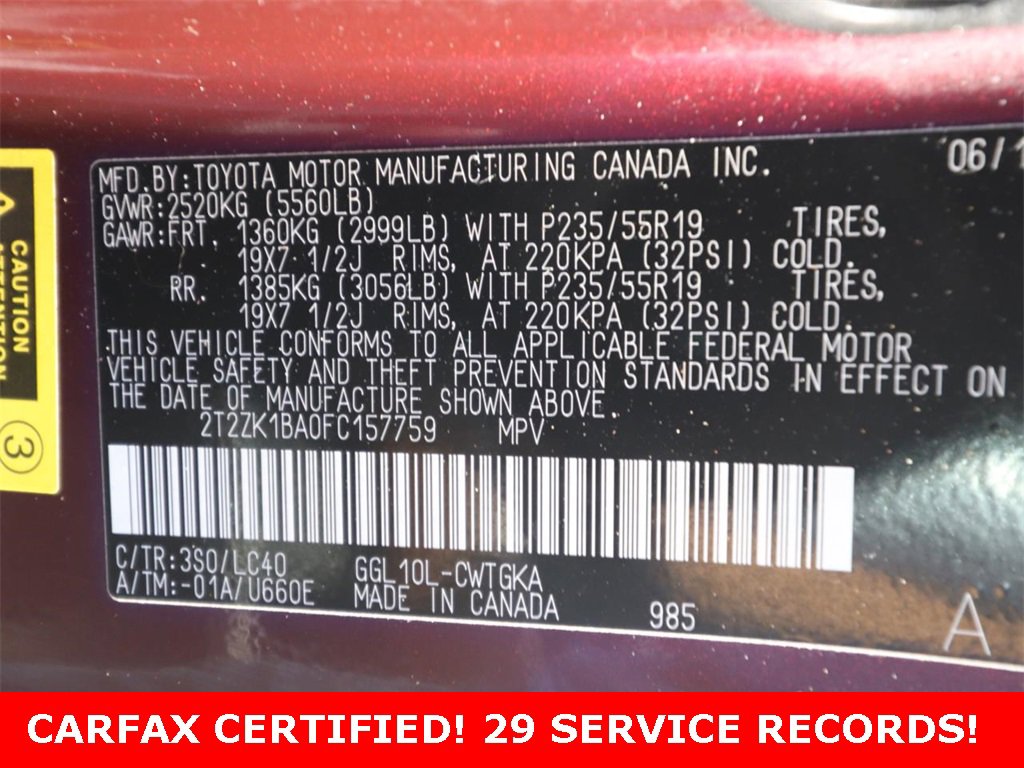 MFD.BY:TOYOTA MOTOR MANUFACTURING CANADA INC. 06/1
GVWR:2520KG (5560LB)
GAWR:FRT. 1360KG (2999LB) WITH P235/55R19 TIRES,
19X7 1/2J RIMS, AT 220KPA (32PSI) COLD.
RR. 1385KG (3056LB) WITH P235/55R19 TIRES,
19X7 1/2J RIMS, AT 220KPA (32PSI) COLD.
THIS VEHICLE CONFORMS TO ALL APPLICABLE FEDERAL MOTOR
VEHICLE SAFETY AND THEFT PREVENTION STANDARDS IN EFFECT ON
THE DATE OF MANUFACTURE SHOWN ABOVE.
2T2ZK1BA0FC157759 MPV
C/TR:3S0/LC40 GGL10L-CWTGKA
A/TM:-01A/U660E MADE IN CANADA 985 A
CAUTION
ATTENTION
3
CARFAX CERTIFIED! 29 SERVICE RECORDS!